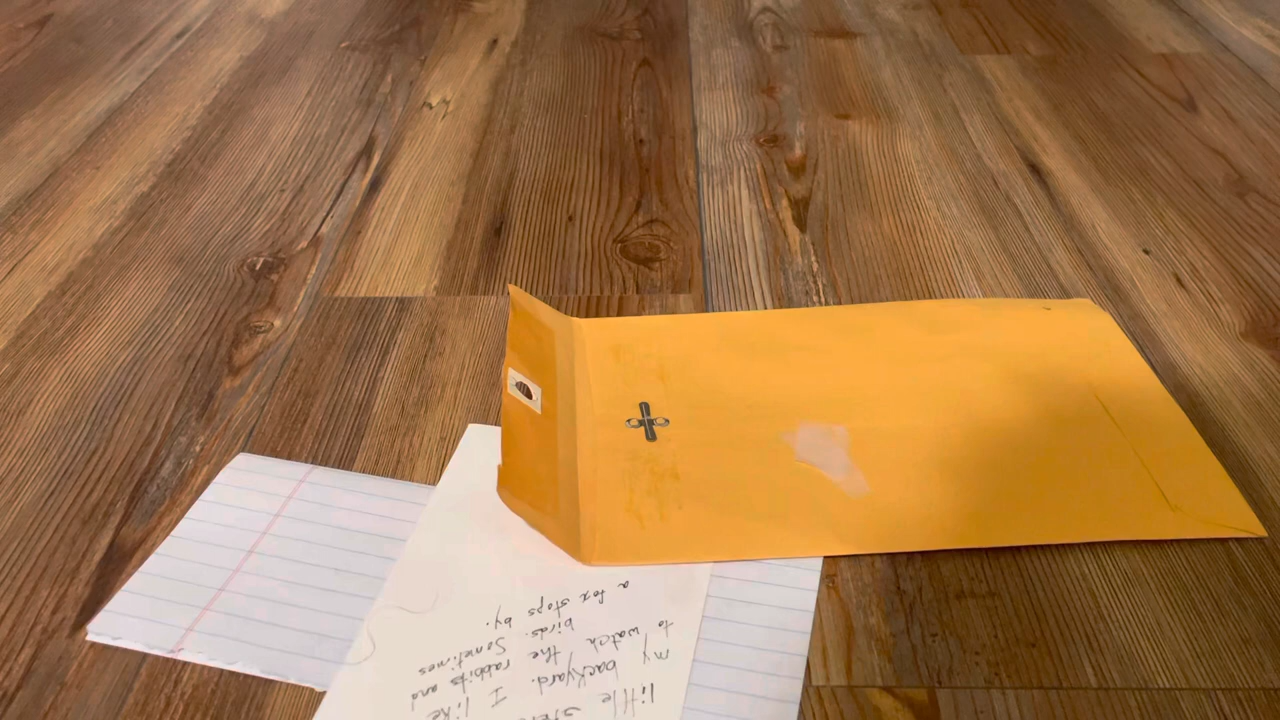 little
my backyard. I like
to watch the rabbits and
birds. Sometimes
a fox stops by.